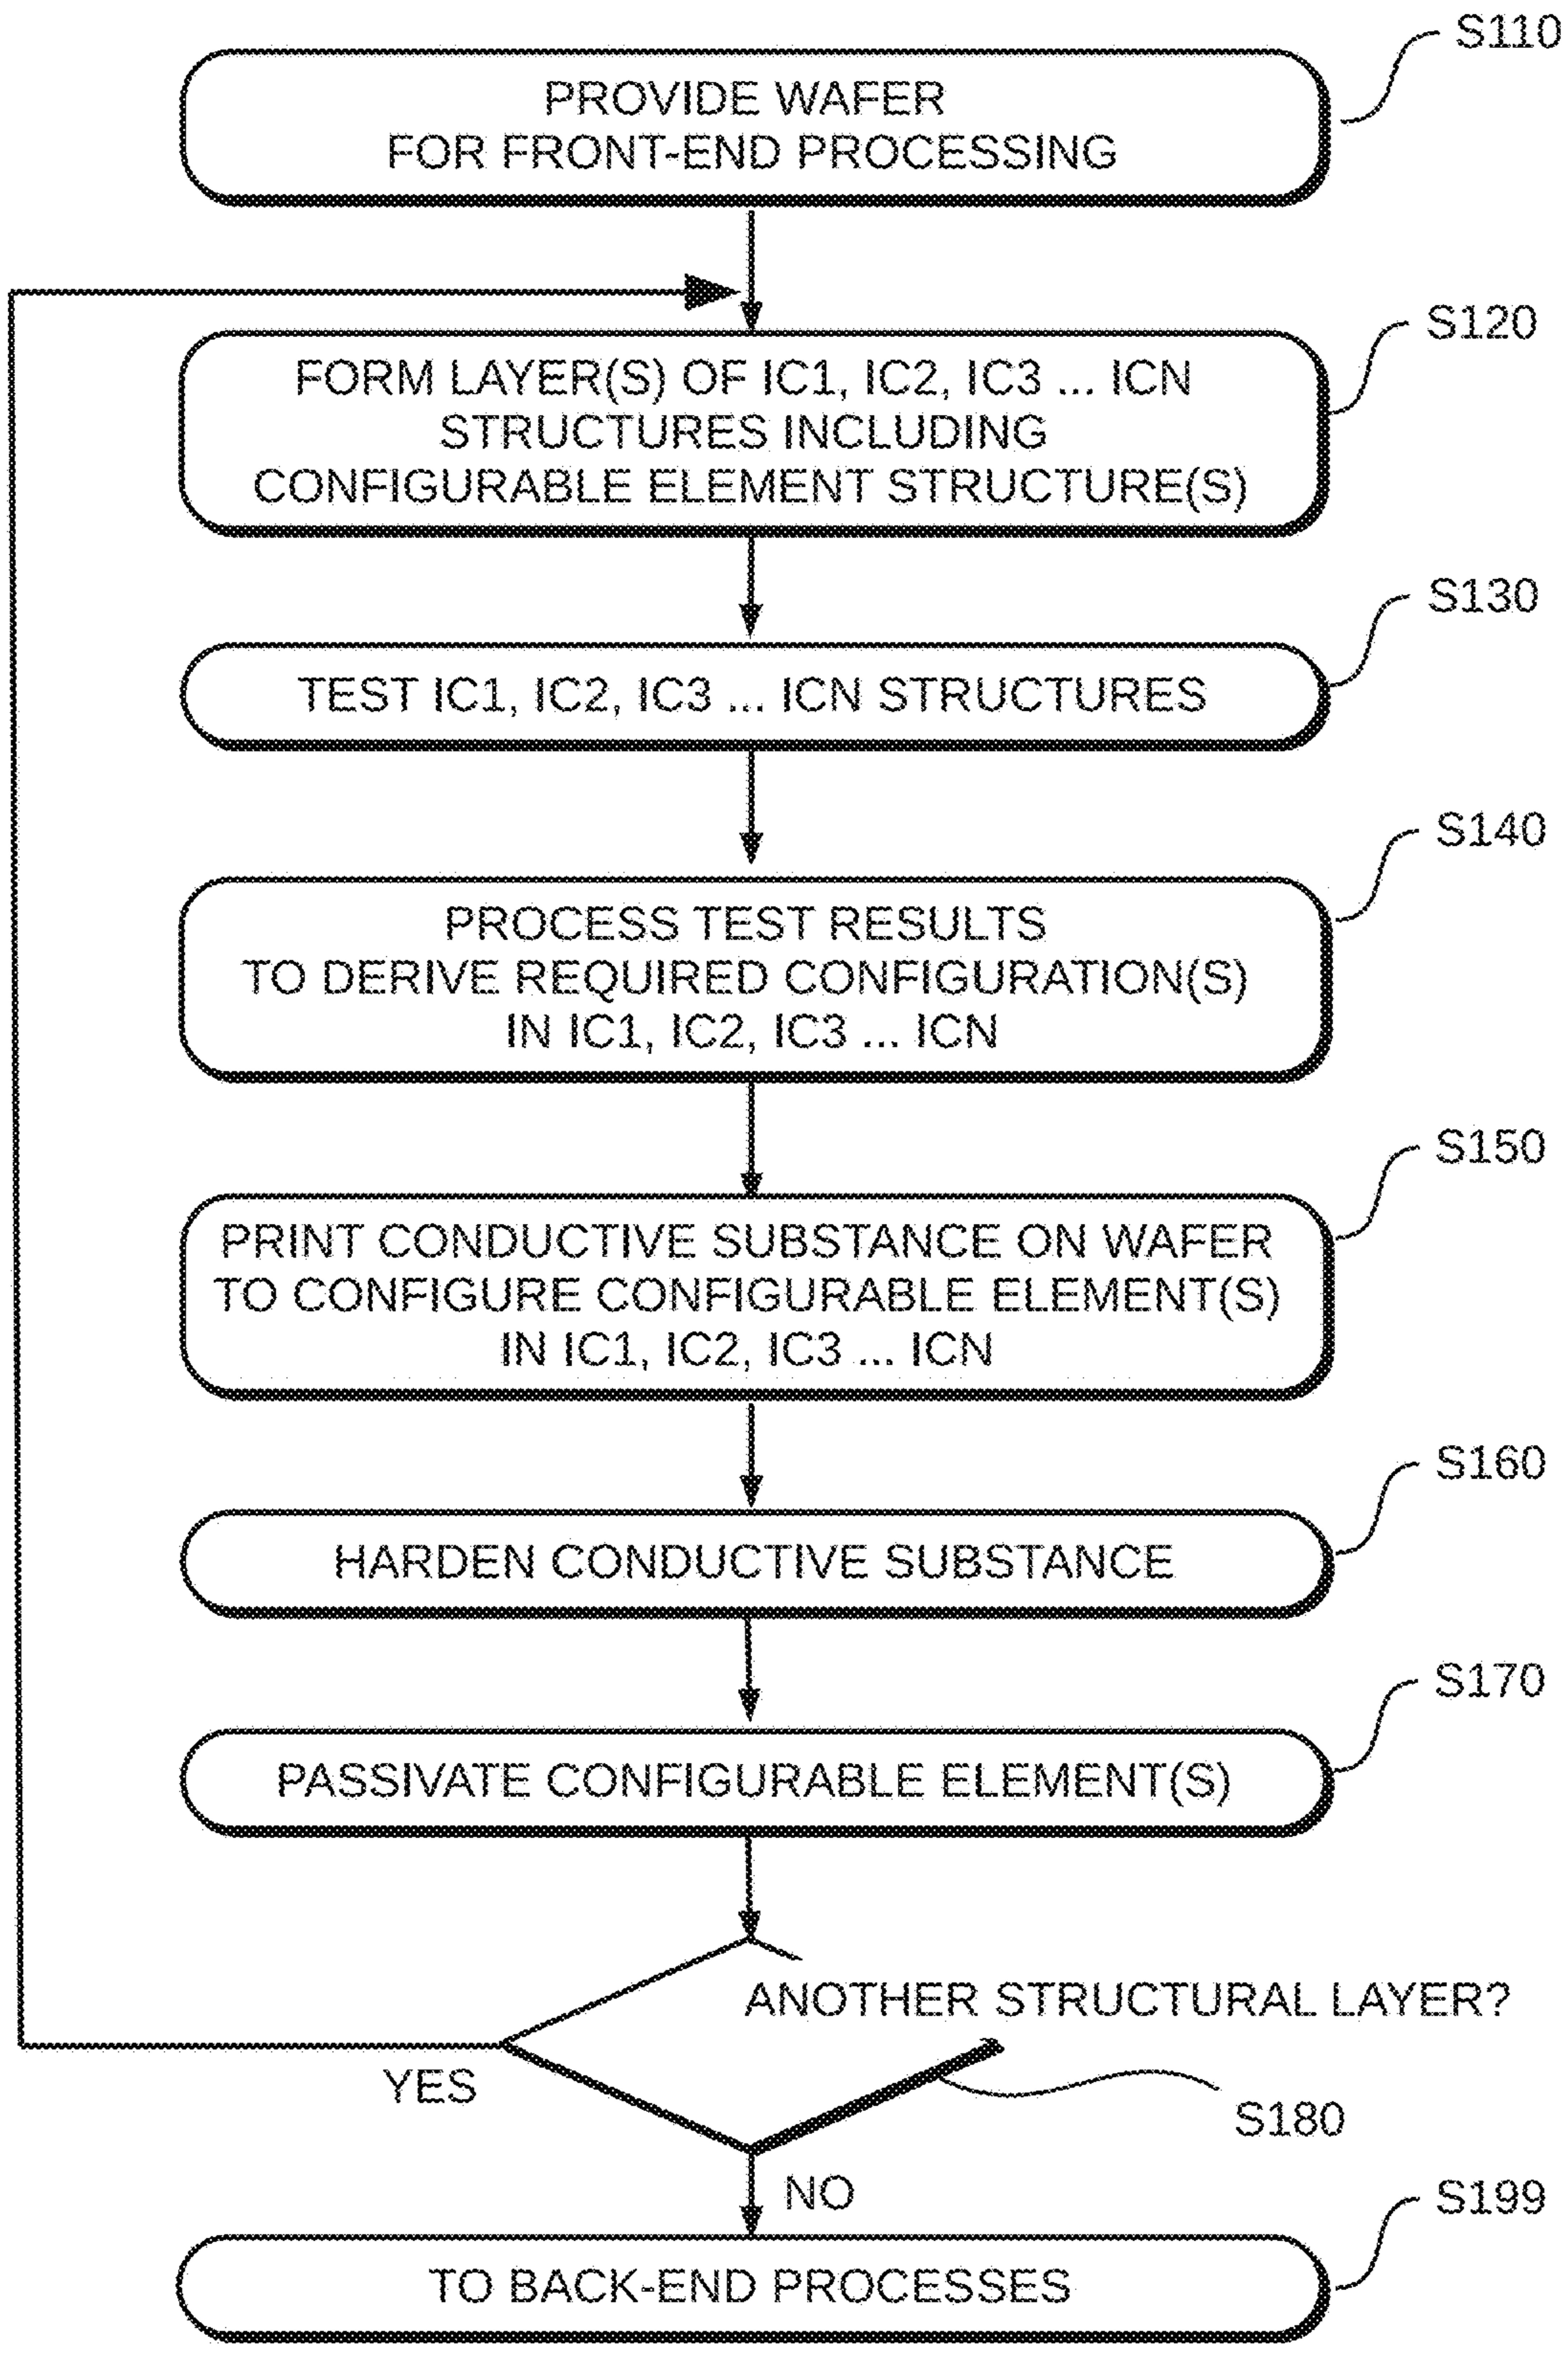 S110
PROVIDE WAFER
FOR FRONT-END PROCESSING
S120
FORM LAYER(S) OF IC1, IC2, IC3 ... ICN
STRUCTURES INCLUDING
CONFIGURABLE ELEMENT STRUCTURE(S)
S130
TEST IC1, IC2, IC3 ... ICN STRUCTURES
S140
PROCESS TEST RESULTS
TO DERIVE REQUIRED CONFIGURATION(S)
IN IC1, IC2, IC3 ... ICN
S150
PRINT CONDUCTIVE SUBSTANCE ON WAFER
TO CONFIGURE CONFIGURABLE ELEMENT(S)
IN IC1, IC2, IC3 ... ICN
S160
HARDEN CONDUCTIVE SUBSTANCE
S170
PASSIVATE CONFIGURABLE ELEMENT(S)
ANOTHER STRUCTURAL LAYER?
YES
S180
NO
S199
TO BACK-END PROCESSES